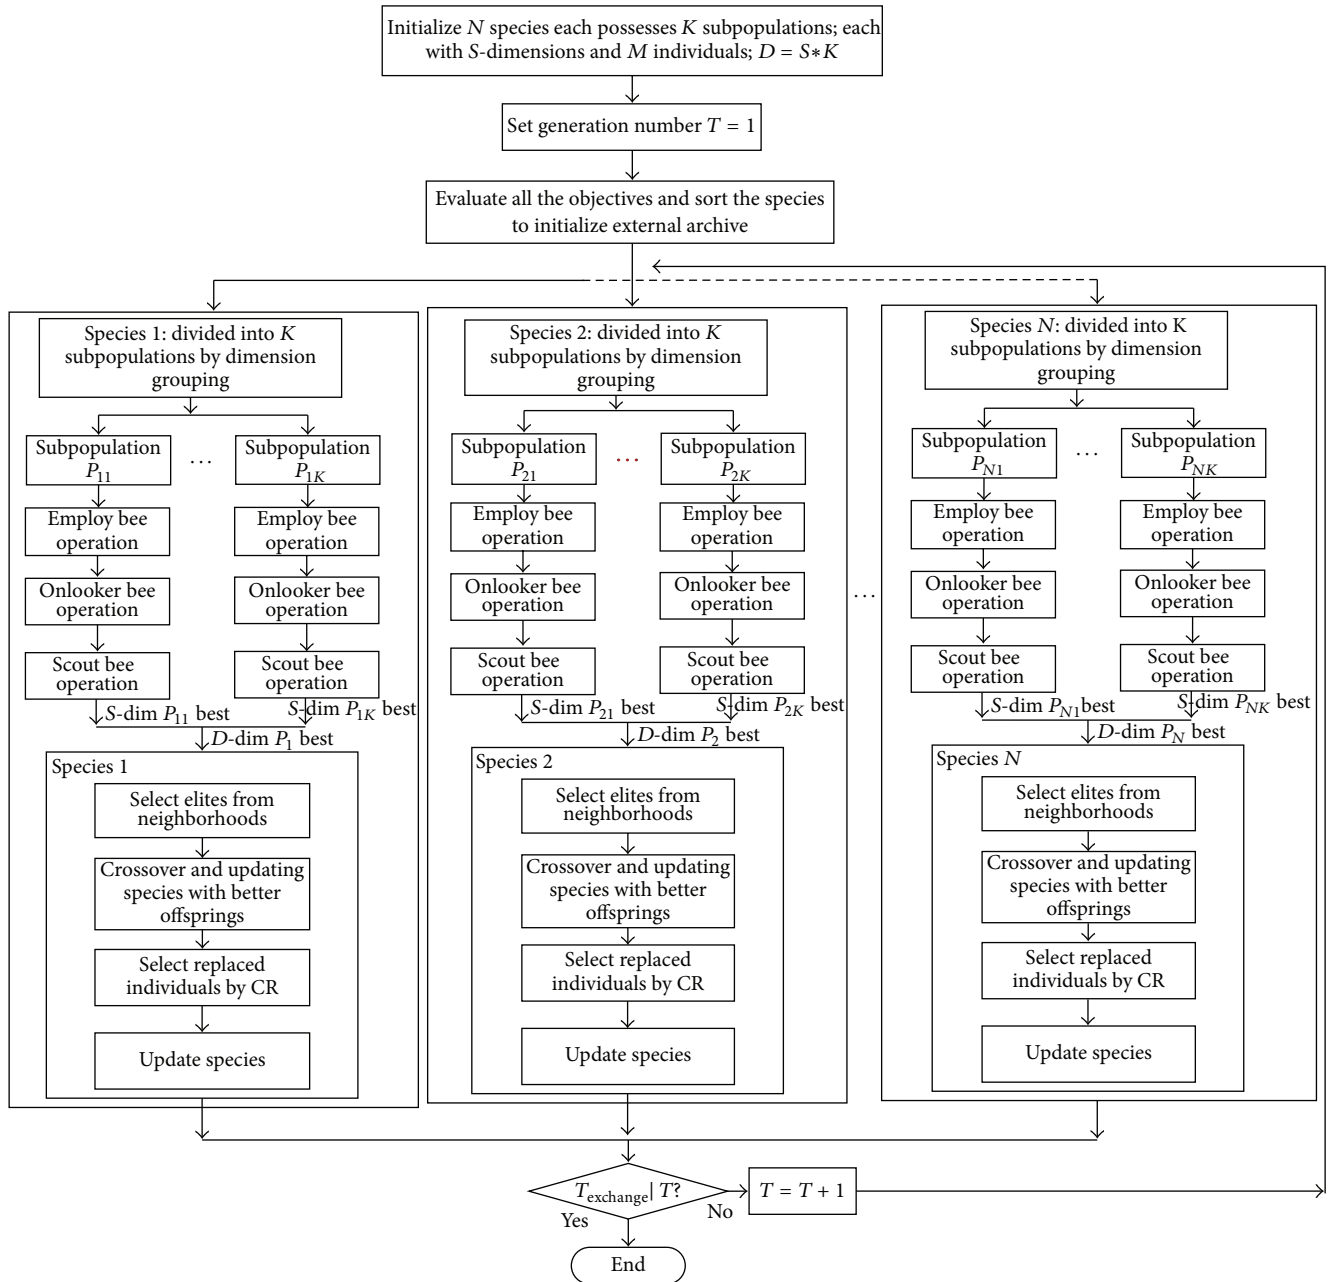 Initialize N species each possesses K subpopulations; each
with S-dimensions and M individuals; D = S∗K
Set generation number T = 1
Evaluate all the objectives and sort the species
to initialize external archive
Species 1: divided into K
subpopulations by dimension
grouping
Subpopulation
P11
...
Subpopulation
P1K
Employ bee
operation
Employ bee
operation
Onlooker bee
operation
Onlooker bee
operation
Scout bee
operation
Scout bee
operation
S-dim P11 best
S-dim P1K best
D-dim P1 best
Species 1
Select elites from
neighborhoods
Crossover and updating
species with better
offsprings
Select replaced
individuals by CR
Update species
Species 2: divided into K
subpopulations by dimension
grouping
Subpopulation
P21
...
Subpopulation
P2K
Employ bee
operation
Employ bee
operation
Onlooker bee
operation
Onlooker bee
operation
Scout bee
operation
Scout bee
operation
S-dim P21 best
S-dim P2K best
D-dim P2 best
Species 2
Select elites from
neighborhoods
Crossover and updating
species with better
offsprings
Select replaced
individuals by CR
Update species
...
Species N: divided into K
subpopulations by dimension
grouping
Subpopulation
PN1
...
Subpopulation
PNK
Employ bee
operation
Employ bee
operation
Onlooker bee
operation
Onlooker bee
operation
Scout bee
operation
Scout bee
operation
S-dim PN1best
S-dim PNK best
D-dim PN best
Species N
Select elites from
neighborhoods
Crossover and updating
species with better
offsprings
Select replaced
individuals by CR
Update species
Texchange| T?
No
T = T + 1
Yes
End